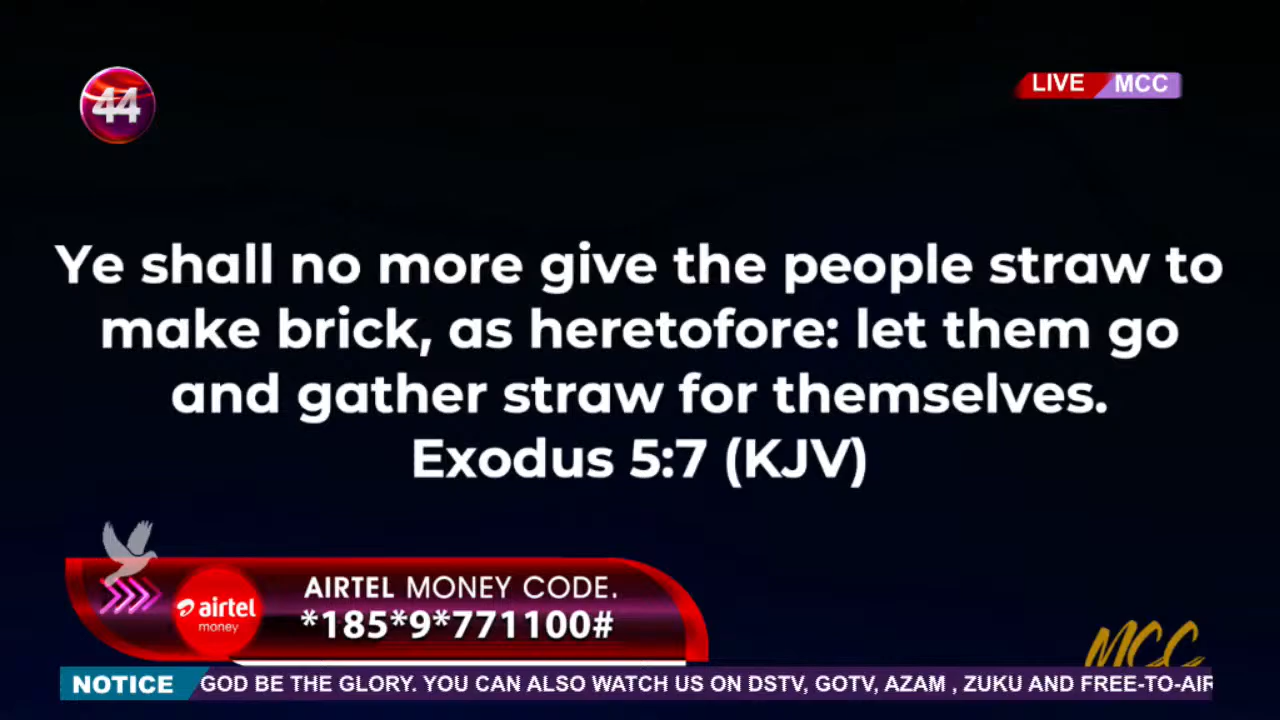 44
LIVE MCC
Ye shall no more give the people straw to
make brick, as heretofore: let them go
and gather straw for themselves.
Exodus 5:7 (KJV)
airtel
money
AIRTEL MONEY CODE.
*185*9*771100#
MCC
NOTICE GOD BE THE GLORY. YOU CAN ALSO WATCH US ON DSTV, GOTV, AZAM , ZUKU AND FREE-TO-AIR